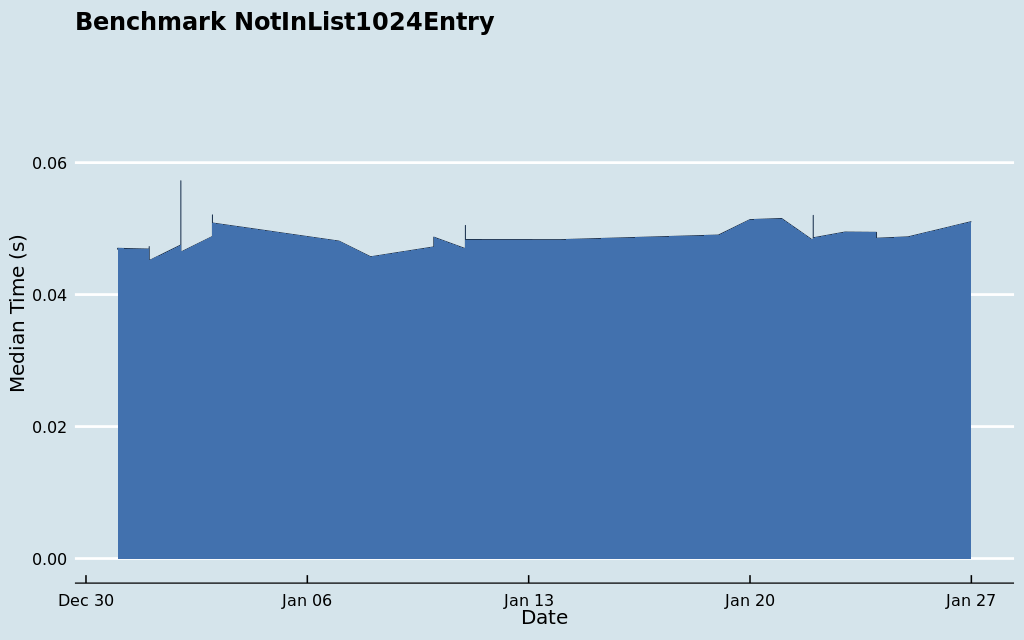 Benchmark NotInList1024Entry
Median Time (s)
0.06
0.04
0.02
0.00
Dec 30
Jan 06
Jan 13
Jan 20
Jan 27
Date